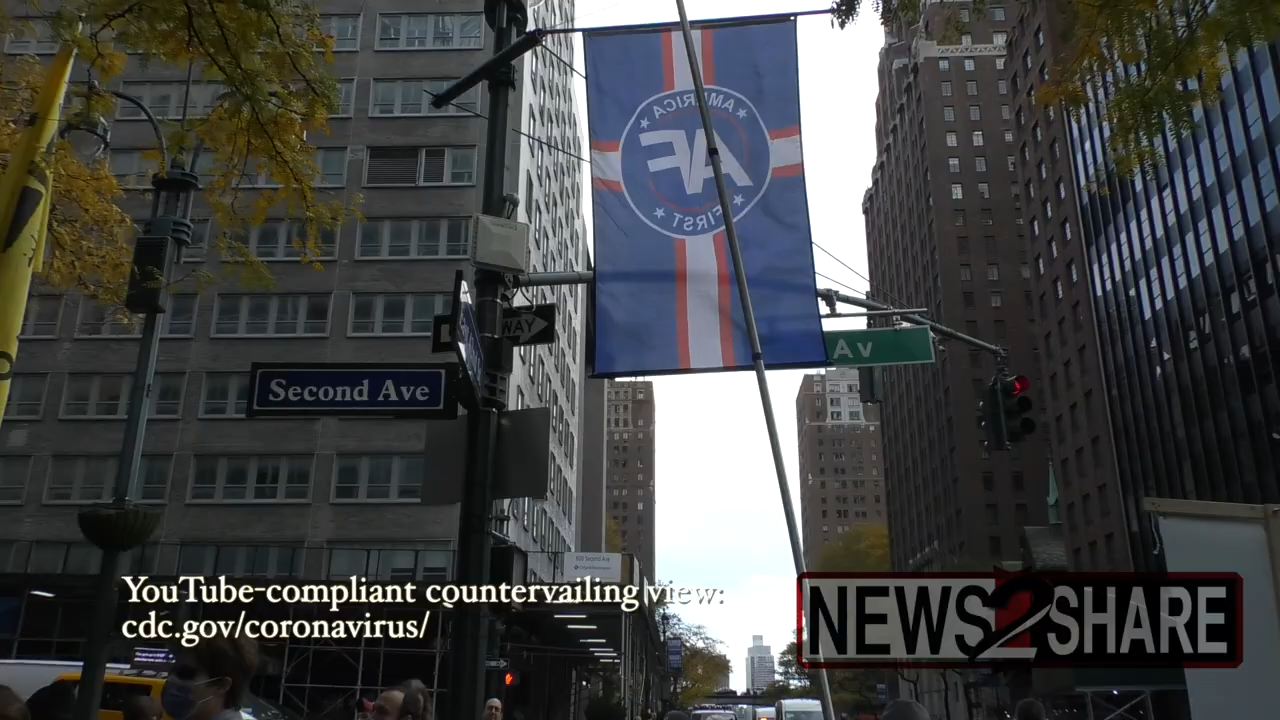 AMERICA
AF
FIRST
WAY
Av
Second Ave
YouTube-compliant countervailing view:
cdc.gov/coronavirus/
NEWS2SHARE